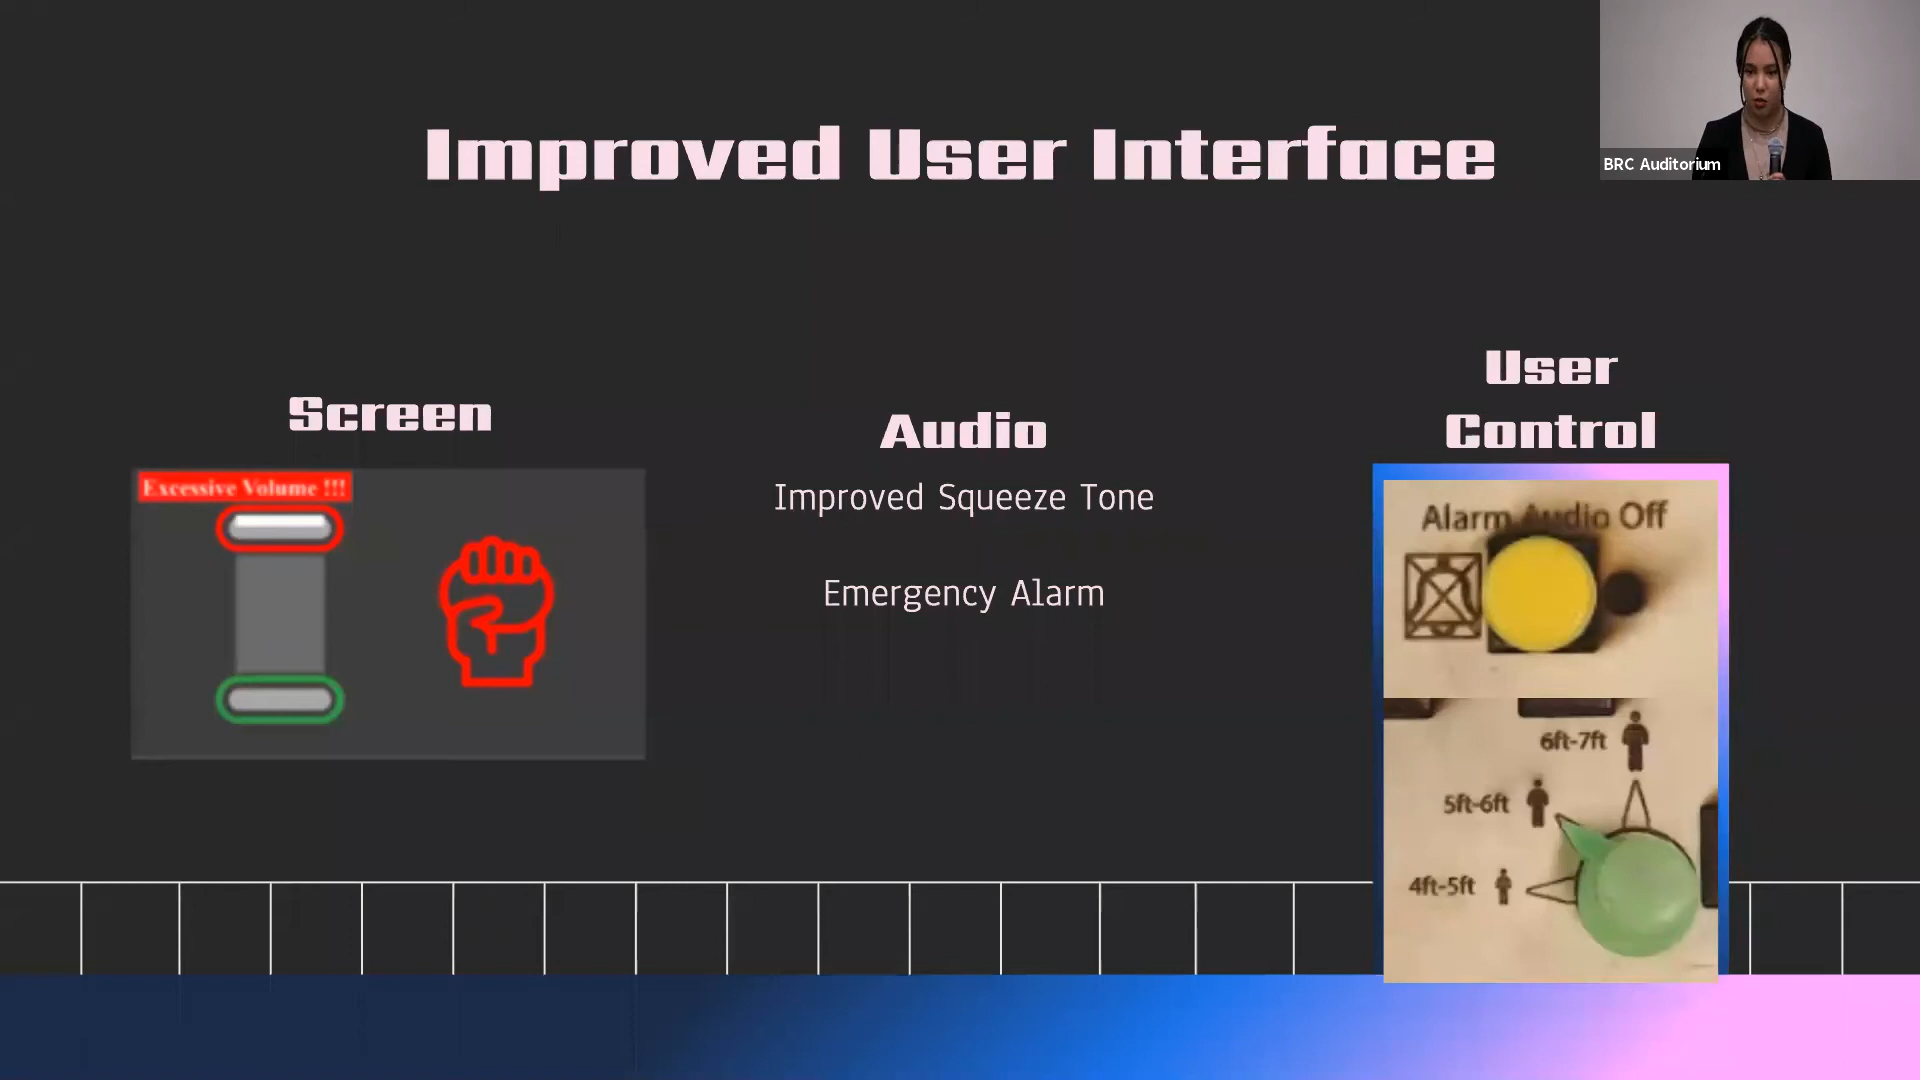 Improved User Interface
BRC Auditorium
Screen
Excessive Volume !!!
Audio
Improved Squeeze Tone
Emergency Alarm
User
Control
Alarm Audio Off
6ft-7ft
5ft-6ft
4ft-5ft